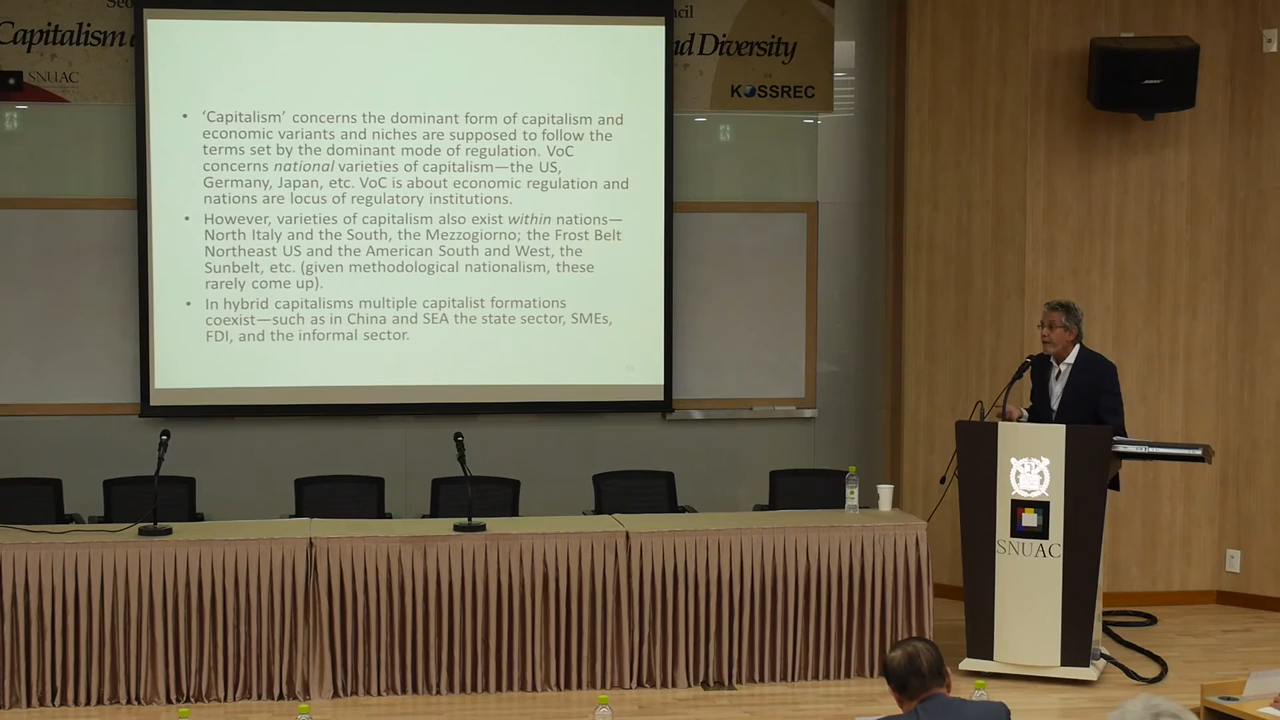 Seo
ncil
Capitalism a
nd Diversity
SNUAC
KOSSREC
• 'Capitalism' concerns the dominant form of capitalism and
economic variants and niches are supposed to follow the
terms set by the dominant mode of regulation. VoC
concerns national varieties of capitalism—the US,
Germany, Japan, etc. VoC is about economic regulation and
nations are locus of regulatory institutions.
• However, varieties of capitalism also exist within nations—
North Italy and the South, the Mezzogiorno; the Frost Belt
Northeast US and the American South and West, the
Sunbelt, etc. (given methodological nationalism, these
rarely come up).
• In hybrid capitalisms multiple capitalist formations
coexist—such as in China and SEA the state sector, SMEs,
FDI, and the informal sector.
BOSE
SNUAC